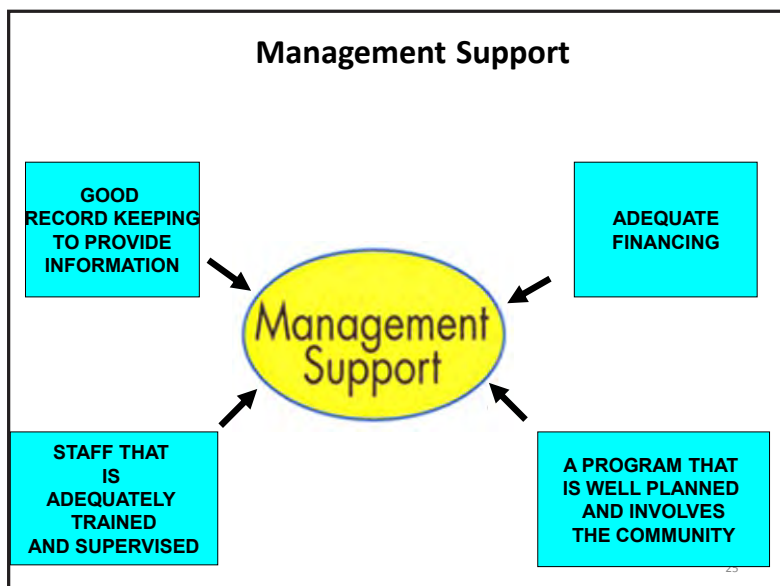 Management Support
GOOD
RECORD KEEPING
TO PROVIDE
INFORMATION
ADEQUATE
FINANCING
Management
Support
STAFF THAT
IS
ADEQUATELY
TRAINED
AND SUPERVISED
A PROGRAM THAT
IS WELL PLANNED
AND INVOLVES
THE COMMUNITY